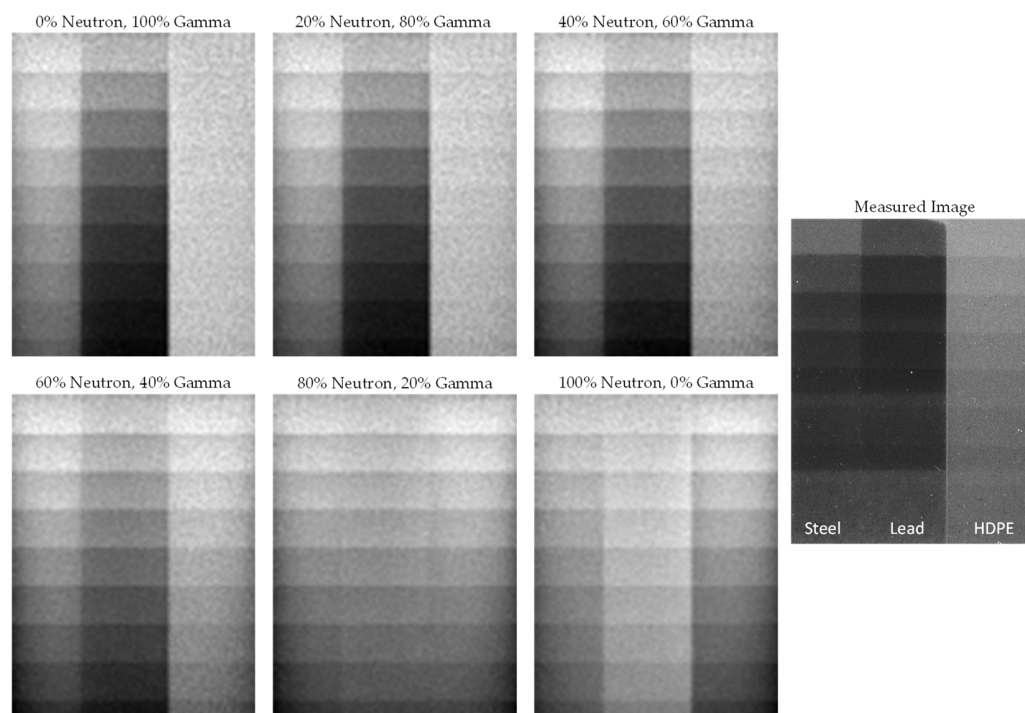 0% Neutron, 100% Gamma
20% Neutron, 80% Gamma
40% Neutron, 60% Gamma
Measured Image
Steel
Lead
HDPE
60% Neutron, 40% Gamma
80% Neutron, 20% Gamma
100% Neutron, 0% Gamma